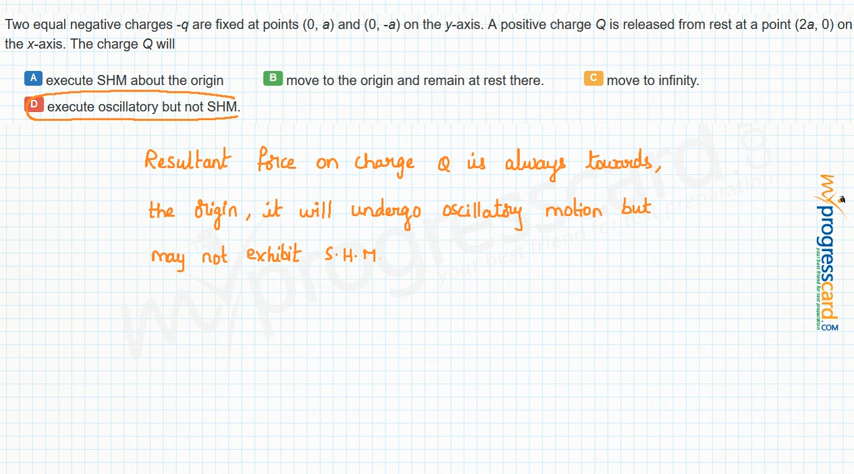 Two equal negative charges -q are fixed at points (0, a) and (0, -a) on the y-axis. A positive charge Q is released from rest at a point (2a, 0) on
the x-axis. The charge Q will
A execute SHM about the origin B move to the origin and remain at rest there. C move to infinity.
D execute oscillatory but not SHM.
Resultant force on charge Q is always towards,
the origin, it will undergo oscillatory motion but
may not exhibit S.H.M.
myprogresscard.COM